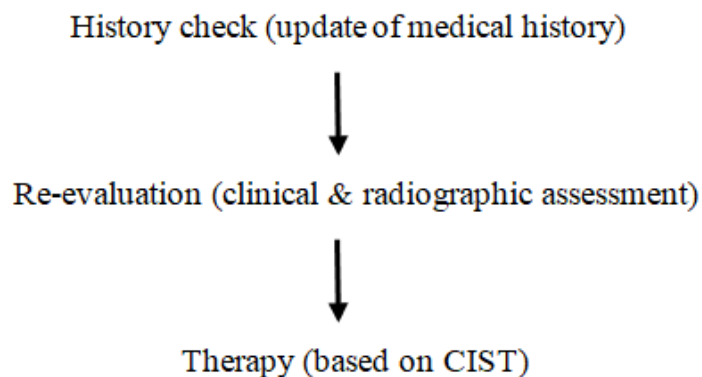 History check (update of medical history)
Re-evaluation (clinical & radiographic assessment)
Therapy (based on CIST)